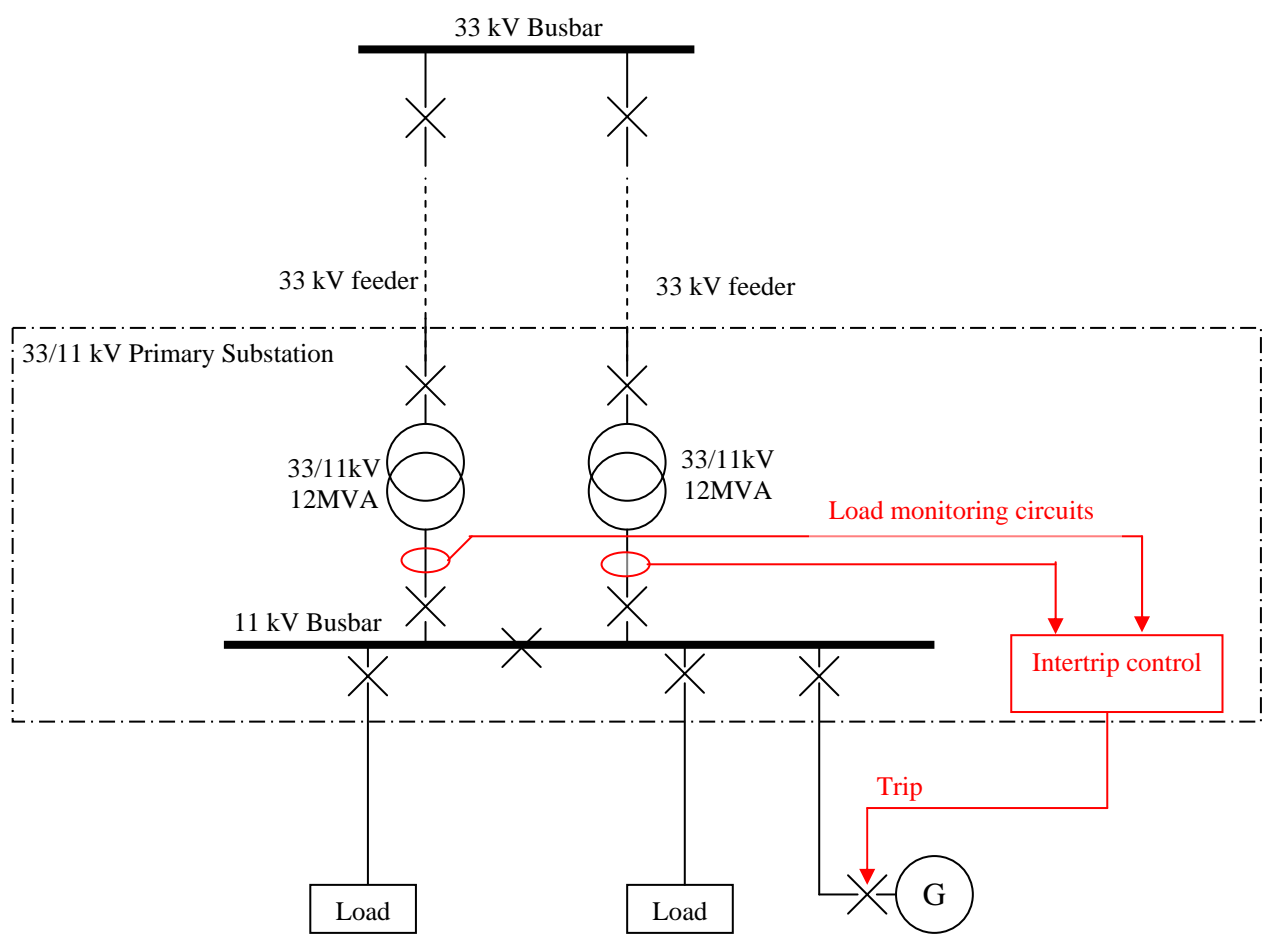 33 kV Busbar
33 kV feeder
33 kV feeder
33/11 kV Primary Substation
33/11kV
12MVA
33/11kV
12MVA
Load monitoring circuits
11 kV Busbar
Intertrip control
Trip
Load
Load
G